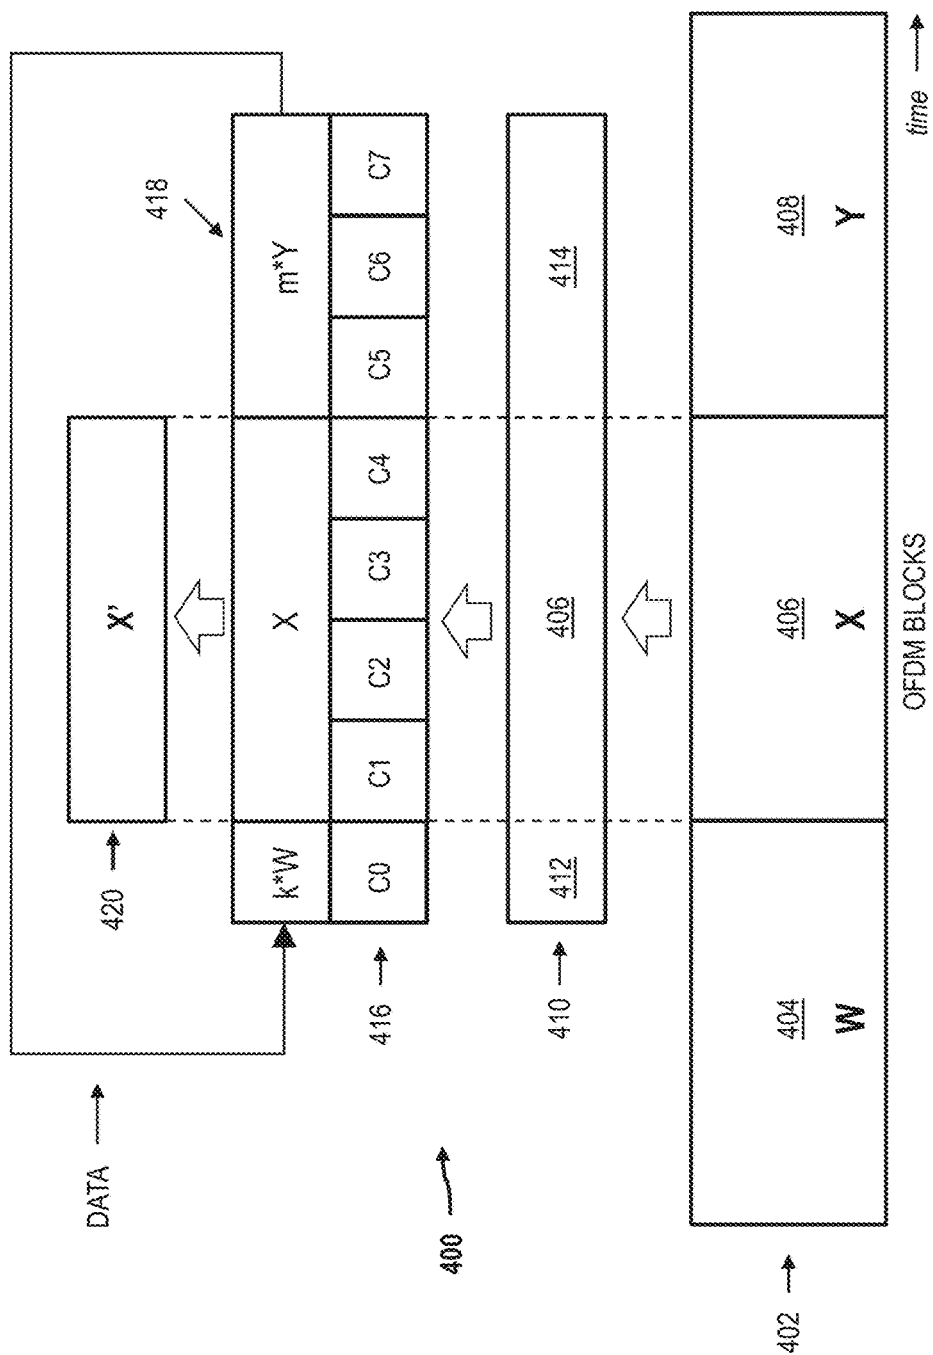 DATA
420
X'
418
k*W
X
m*Y
416
C0
C1
C2
C3
C4
C5
C6
C7
410
412
406
414
400
402
404
W
406
X
408
Y
OFDM BLOCKS
time